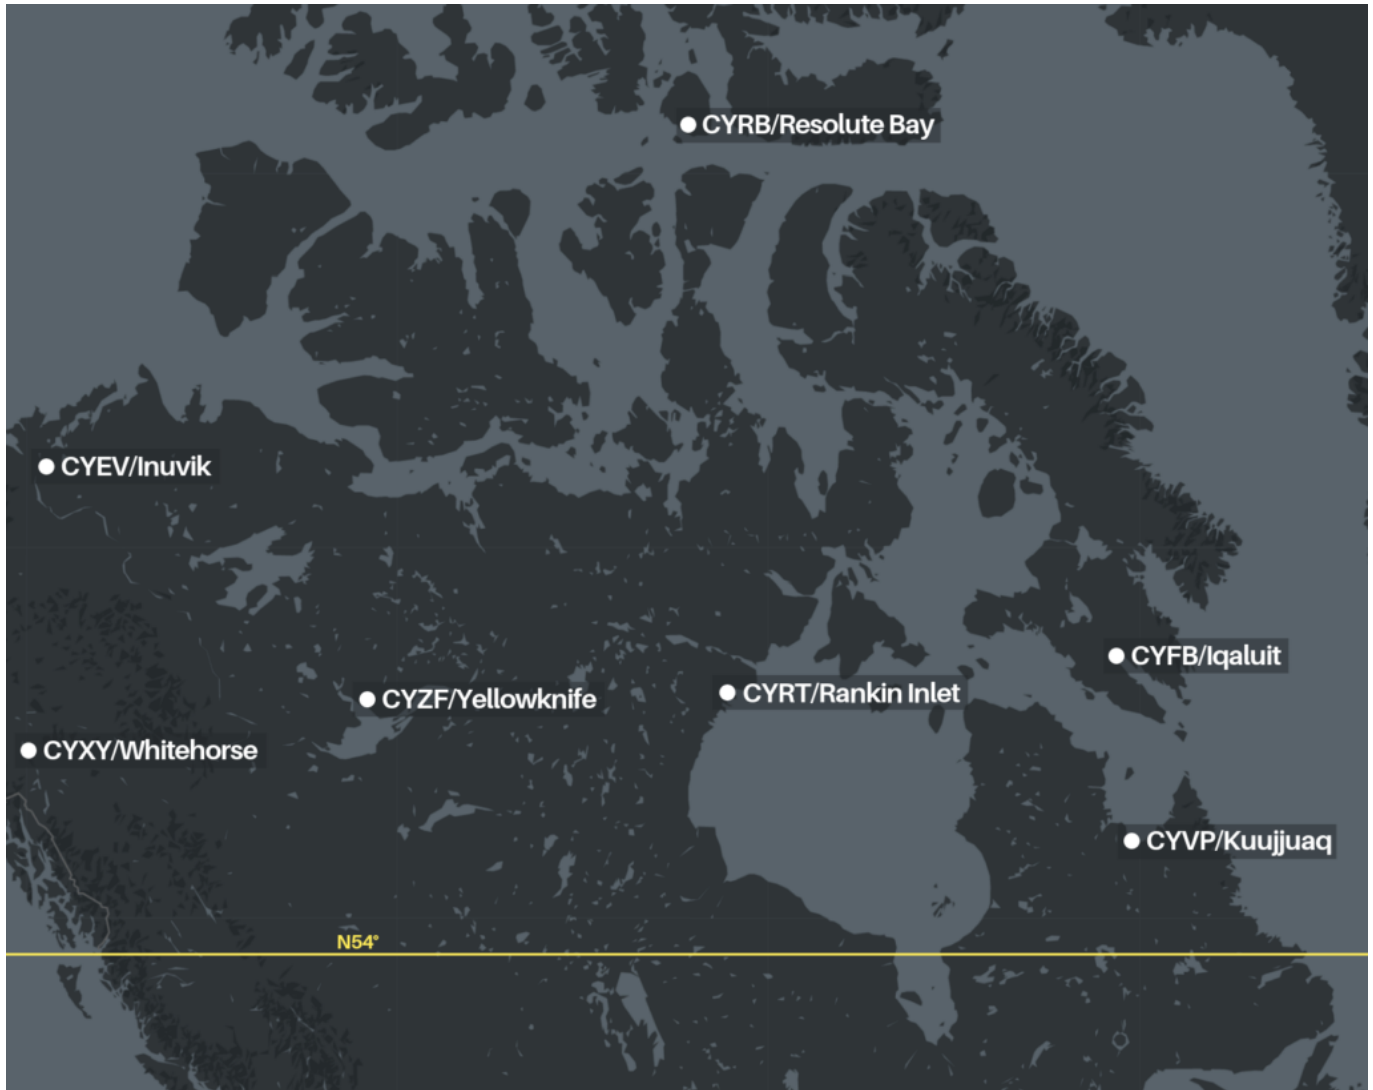 CYRB/Resolute Bay
CYEV/Inuvik
CYFB/Iqaluit
CYZF/Yellowknife
CYRT/Rankin Inlet
CYXY/Whitehorse
CYVP/Kuujjuaq
N54°